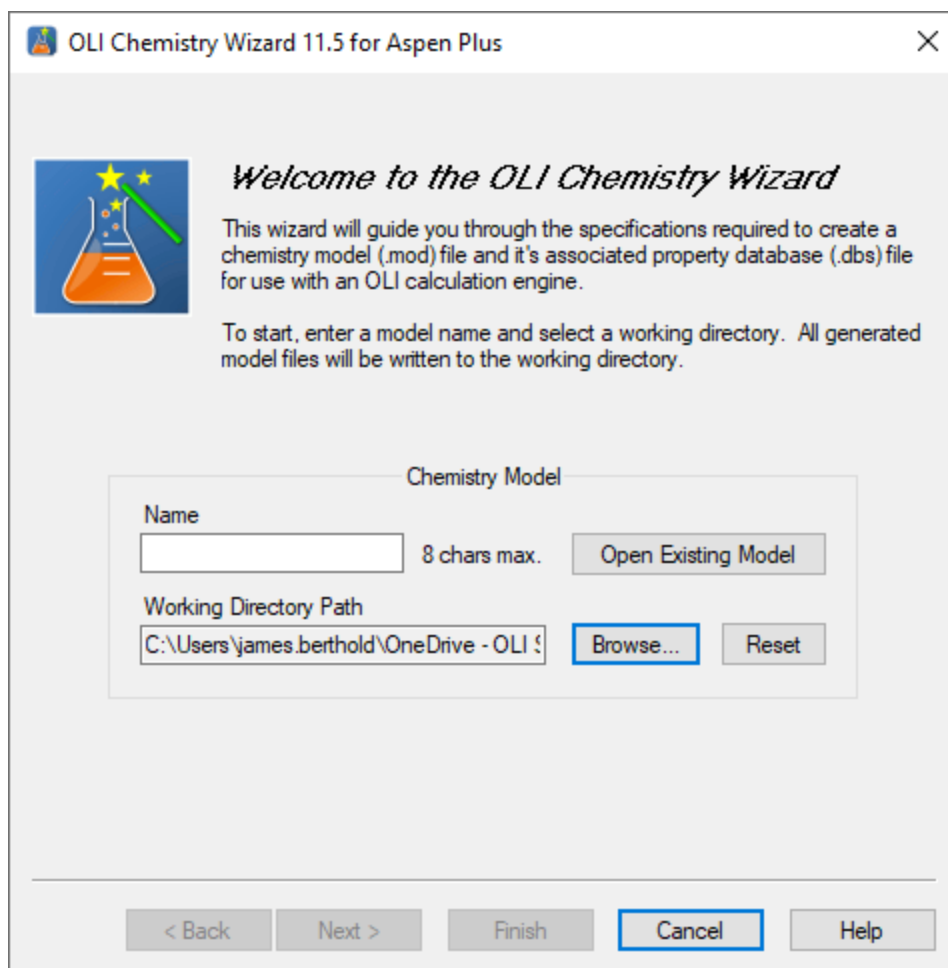 OLI Chemistry Wizard 11.5 for Aspen Plus
Welcome to the OLI Chemistry Wizard
This wizard will guide you through the specifications required to create a
chemistry model (.mod) file and it's associated property database (.dbs) file
for use with an OLI calculation engine.
To start, enter a model name and select a working directory. All generated
model files will be written to the working directory.
Chemistry Model
Name
8 chars max. Open Existing Model
Working Directory Path
C:\Users\james.berthold\OneDrive - OLI Browse... Reset
< Back Next > Finish Cancel Help